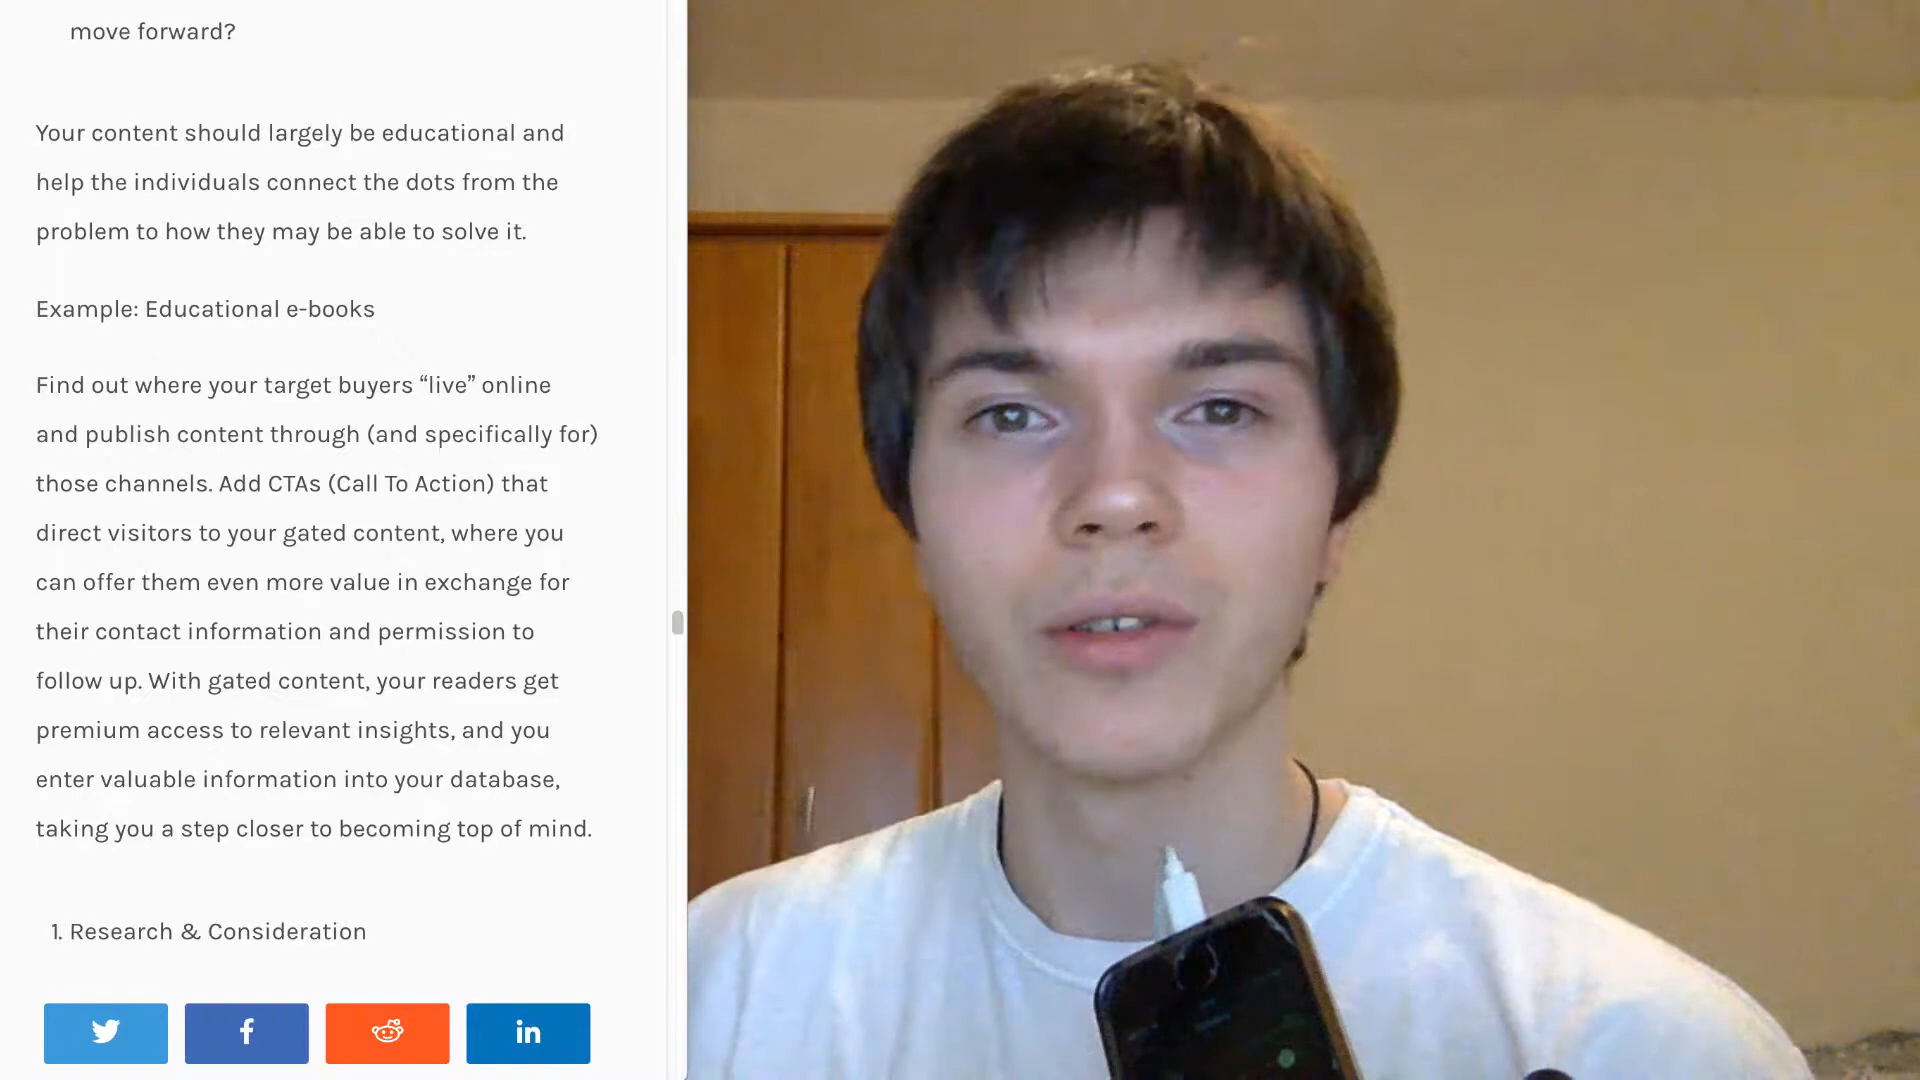 move forward?
Your content should largely be educational and
help the individuals connect the dots from the
problem to how they may be able to solve it.
Example: Educational e-books
Find out where your target buyers “live” online
and publish content through (and specifically for)
those channels. Add CTAs (Call To Action) that
direct visitors to your gated content, where you
can offer them even more value in exchange for
their contact information and permission to
follow up. With gated content, your readers get
premium access to relevant insights, and you
enter valuable information into your database,
taking you a step closer to becoming top of mind.
1. Research & Consideration
f
in